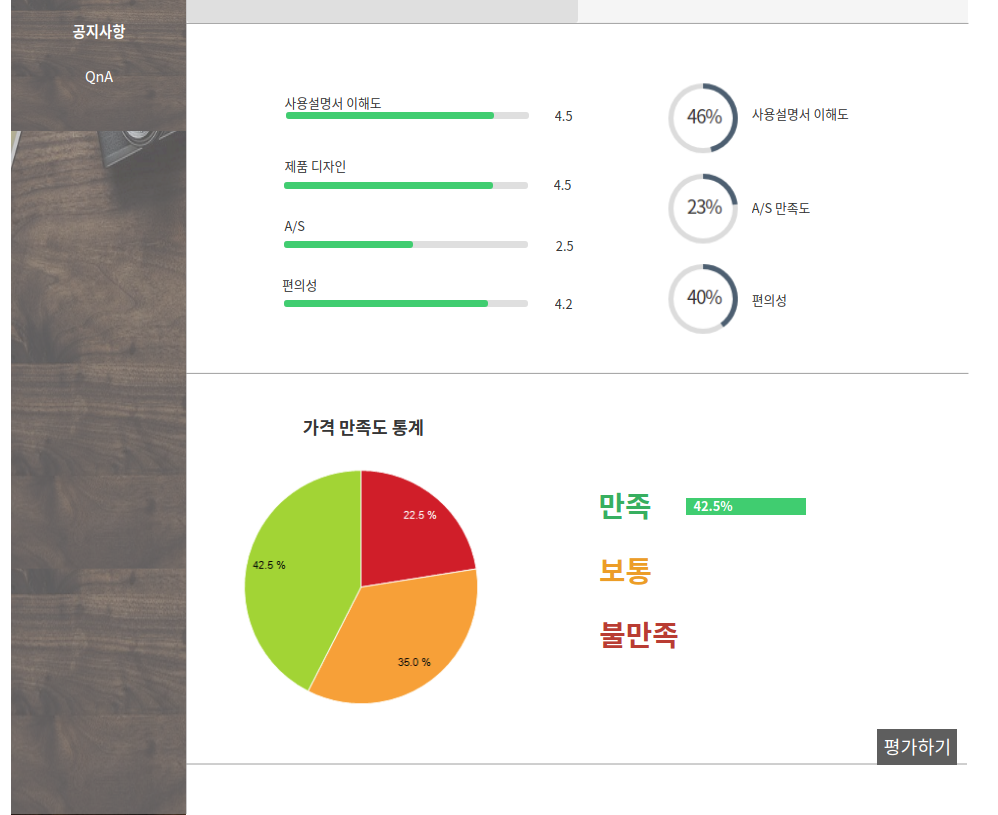 공지사항
QnA
사용설명서 이해도
4.5
제품 디자인
4.5
A/S
2.5
편의성
4.2
46%
사용설명서 이해도
23%
A/S 만족도
40%
편의성
가격 만족도 통계
22.5 %
42.5 %
35.0 %
만족
42.5%
보통
불만족
평가하기